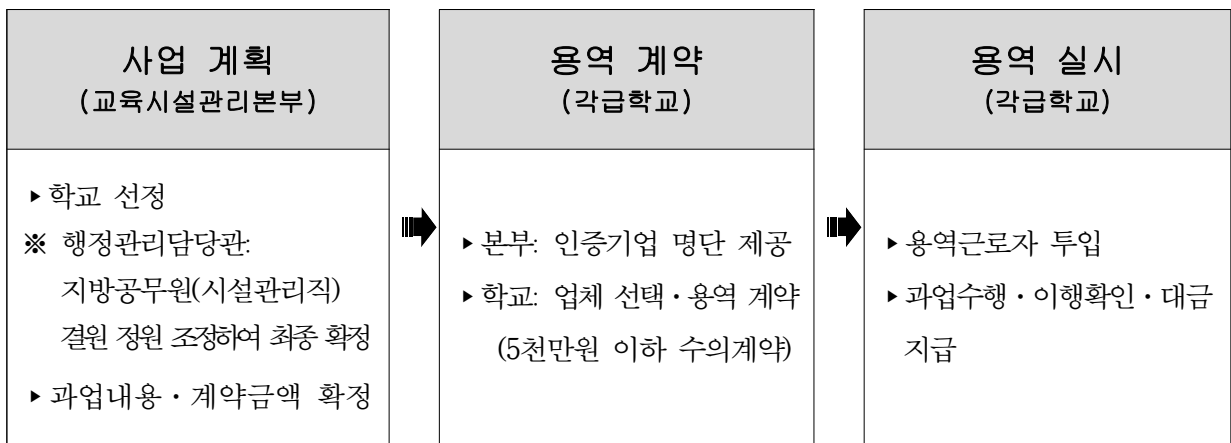 사업 계획
(교육시설관리본부)
▸학교 선정
※ 행정관리담당관:
지방공무원(시설관리직)
결원 정원 조정하여 최종 확정
▸과업내용・계약금액 확정
용역 계약
(각급학교)
▸본부: 인증기업 명단 제공
▸학교: 업체 선택・용역 계약
(5천만원 이하 수의계약)
용역 실시
(각급학교)
▸용역근로자 투입
▸과업수행・이행확인・대금
지급